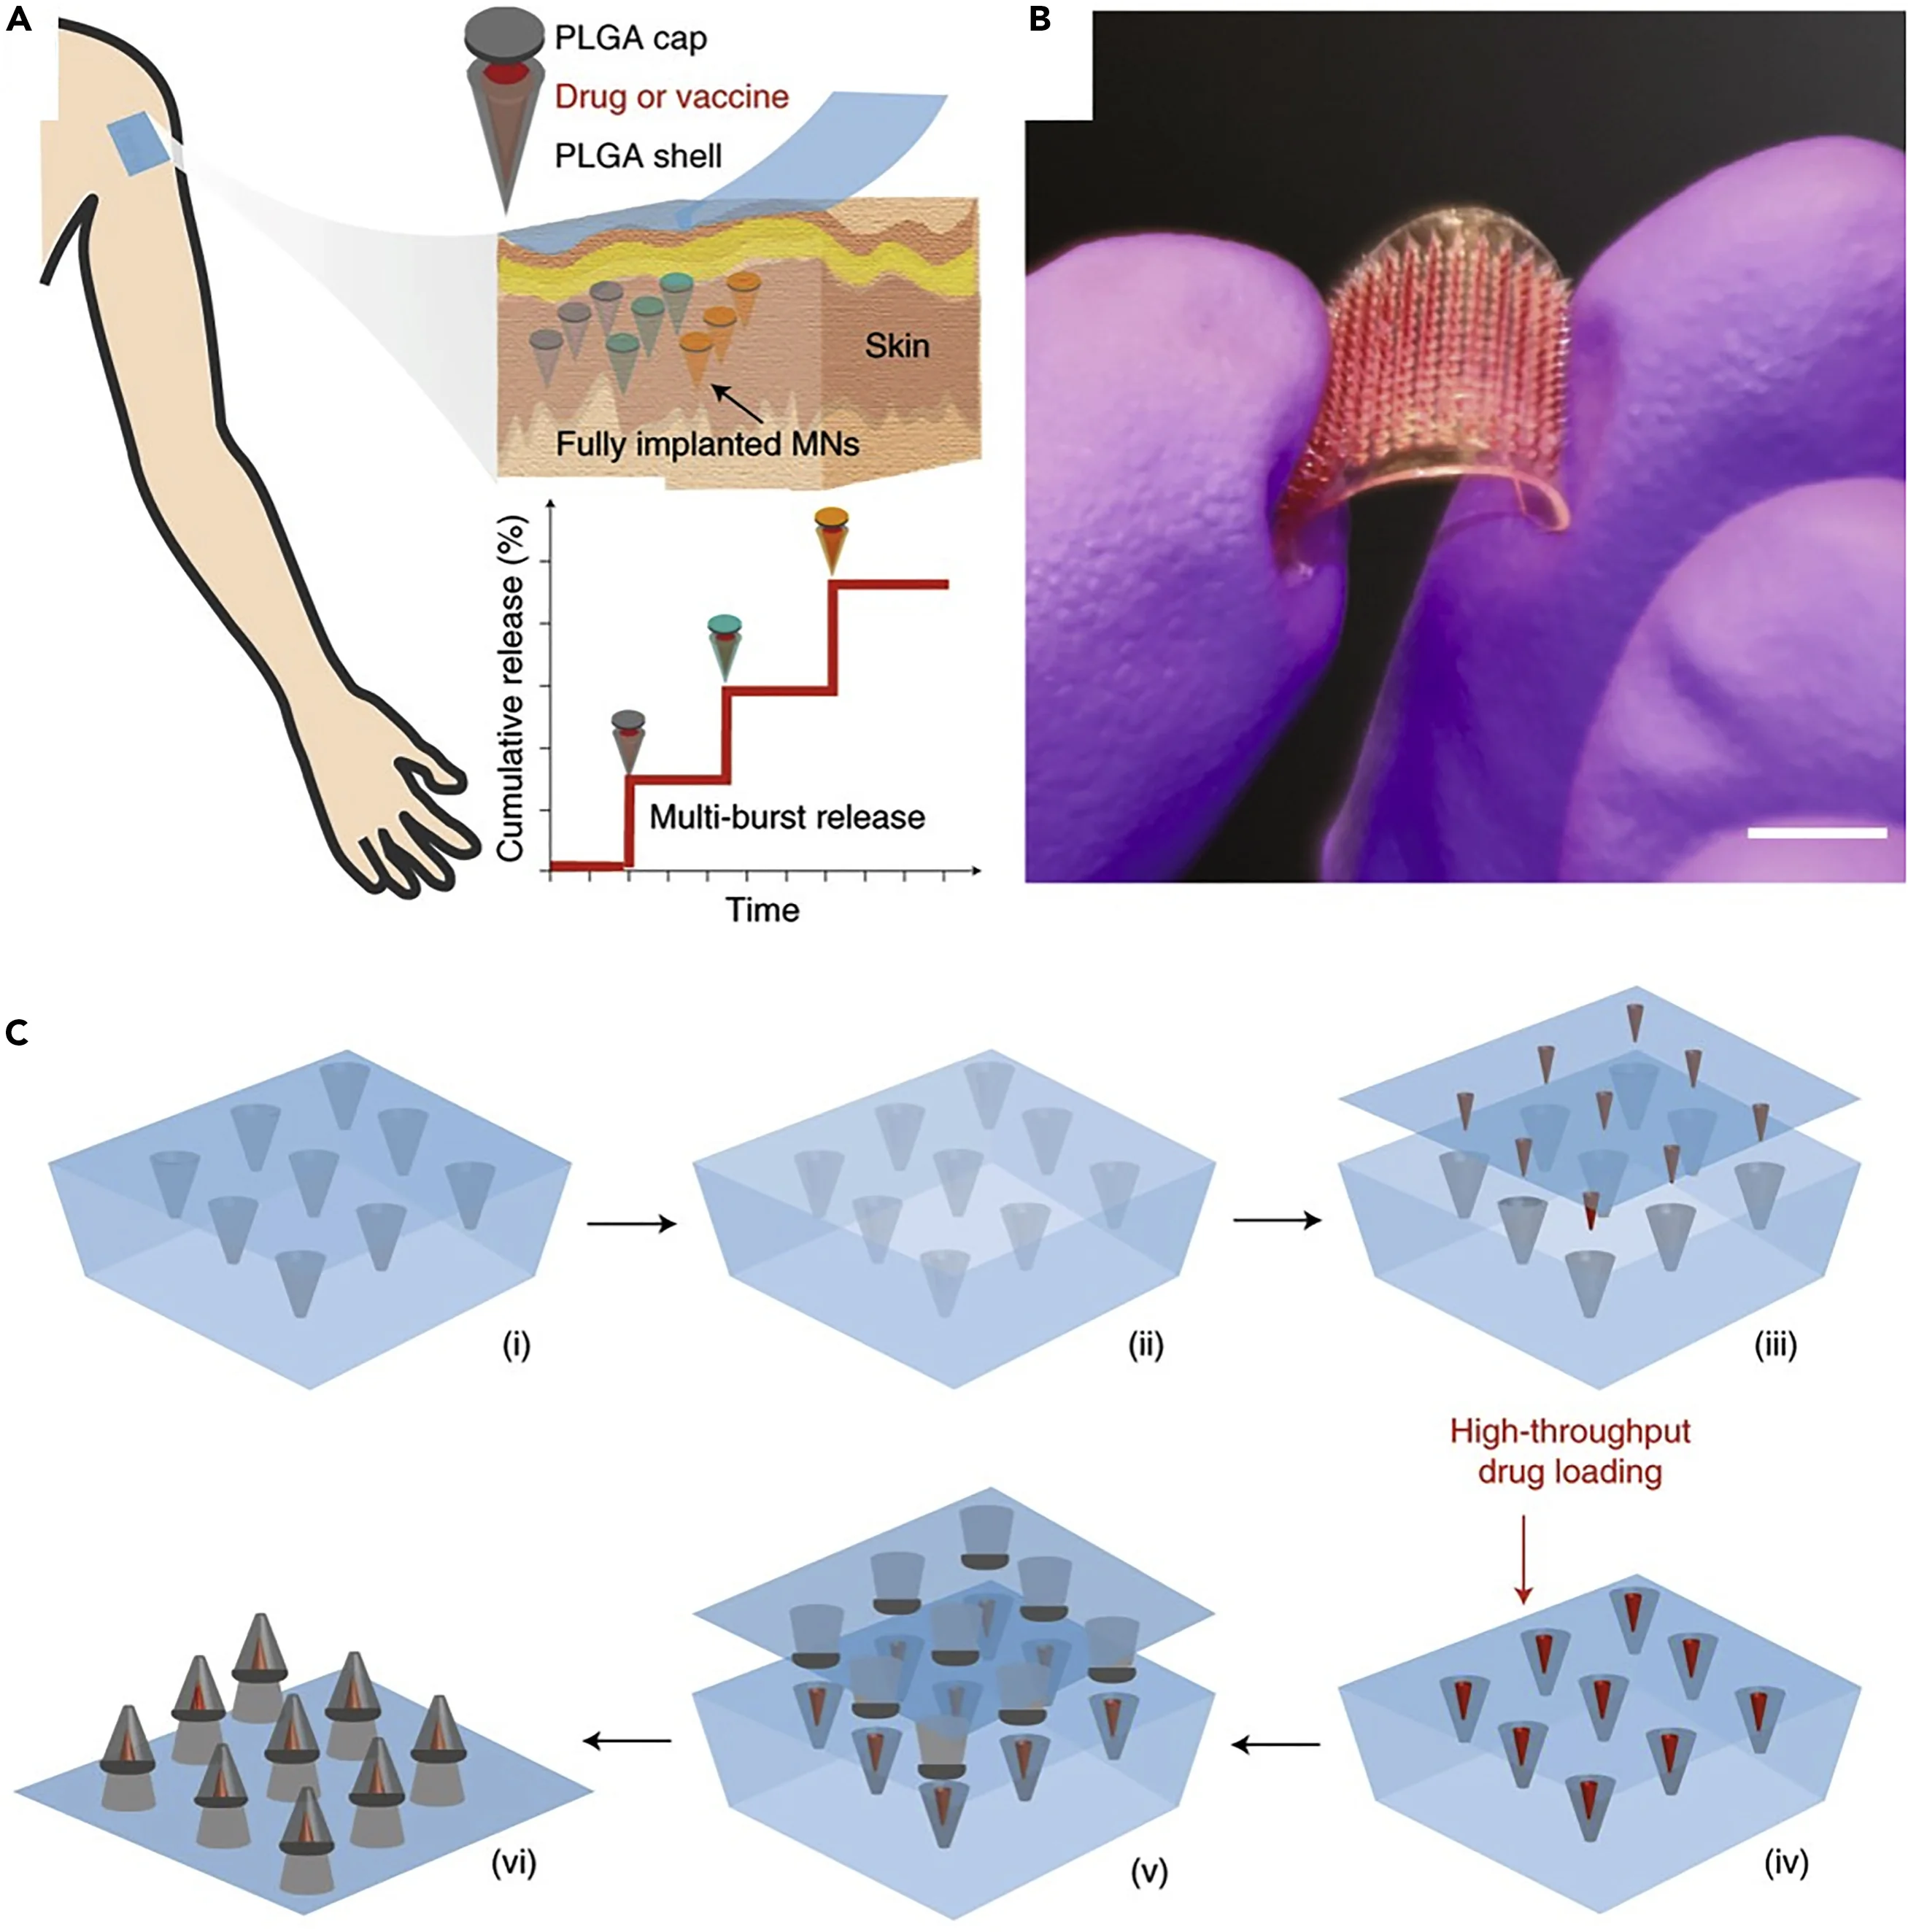 A
PLGA cap
Drug or vaccine
PLGA shell
Skin
Fully implanted MNs
Cumulative release (%)
Multi-burst release
Time
B
C
(i)
(ii)
(iii)
High-throughput
drug loading
(vi)
(v)
(iv)